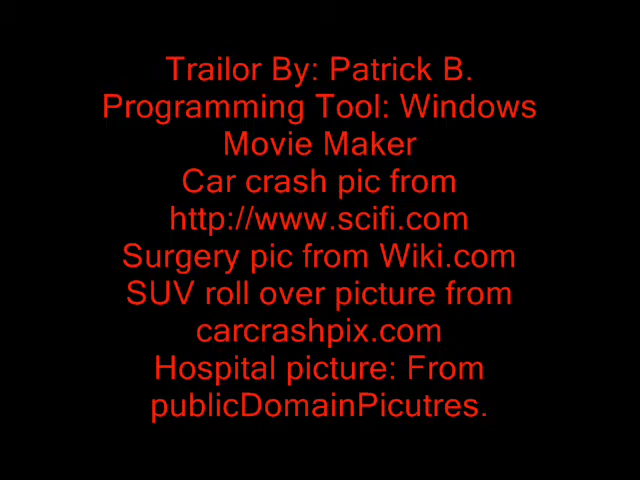 Trailor By: Patrick B.
Programming Tool: Windows
Movie Maker
Car crash pic from
http://www.scifi.com
Surgery pic from Wiki.com
SUV roll over picture from
carcrashpix.com
Hospital picture: From
publicDomainPicutres.